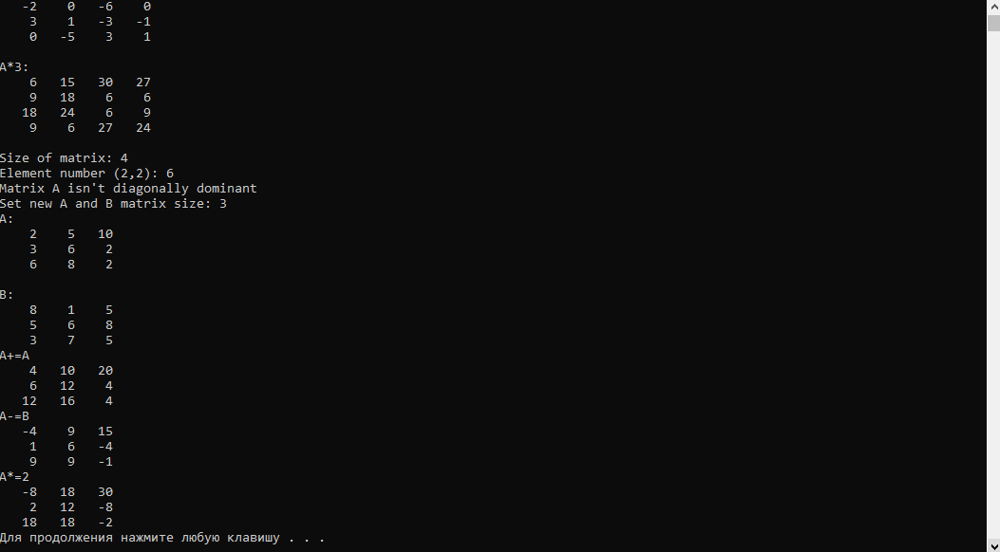 -2 0 -6 0
3 1 -3 -1
0 -5 3 1
A*3:
6 15 30 27
9 18 6 6
18 24 6 9
9 6 27 24
Size of matrix: 4
Element number (2,2): 6
Matrix A isn't diagonally dominant
Set new A and B matrix size: 3
A:
2 5 10
3 6 2
6 8 2
B:
8 1 5
5 6 8
3 7 5
A+=A
4 10 20
6 12 4
12 16 4
A-=B
-4 9 15
1 6 -4
9 9 -1
A*=2
-8 18 30
2 12 -8
18 18 -2
Для продолжения нажмите любую клавишу . . .